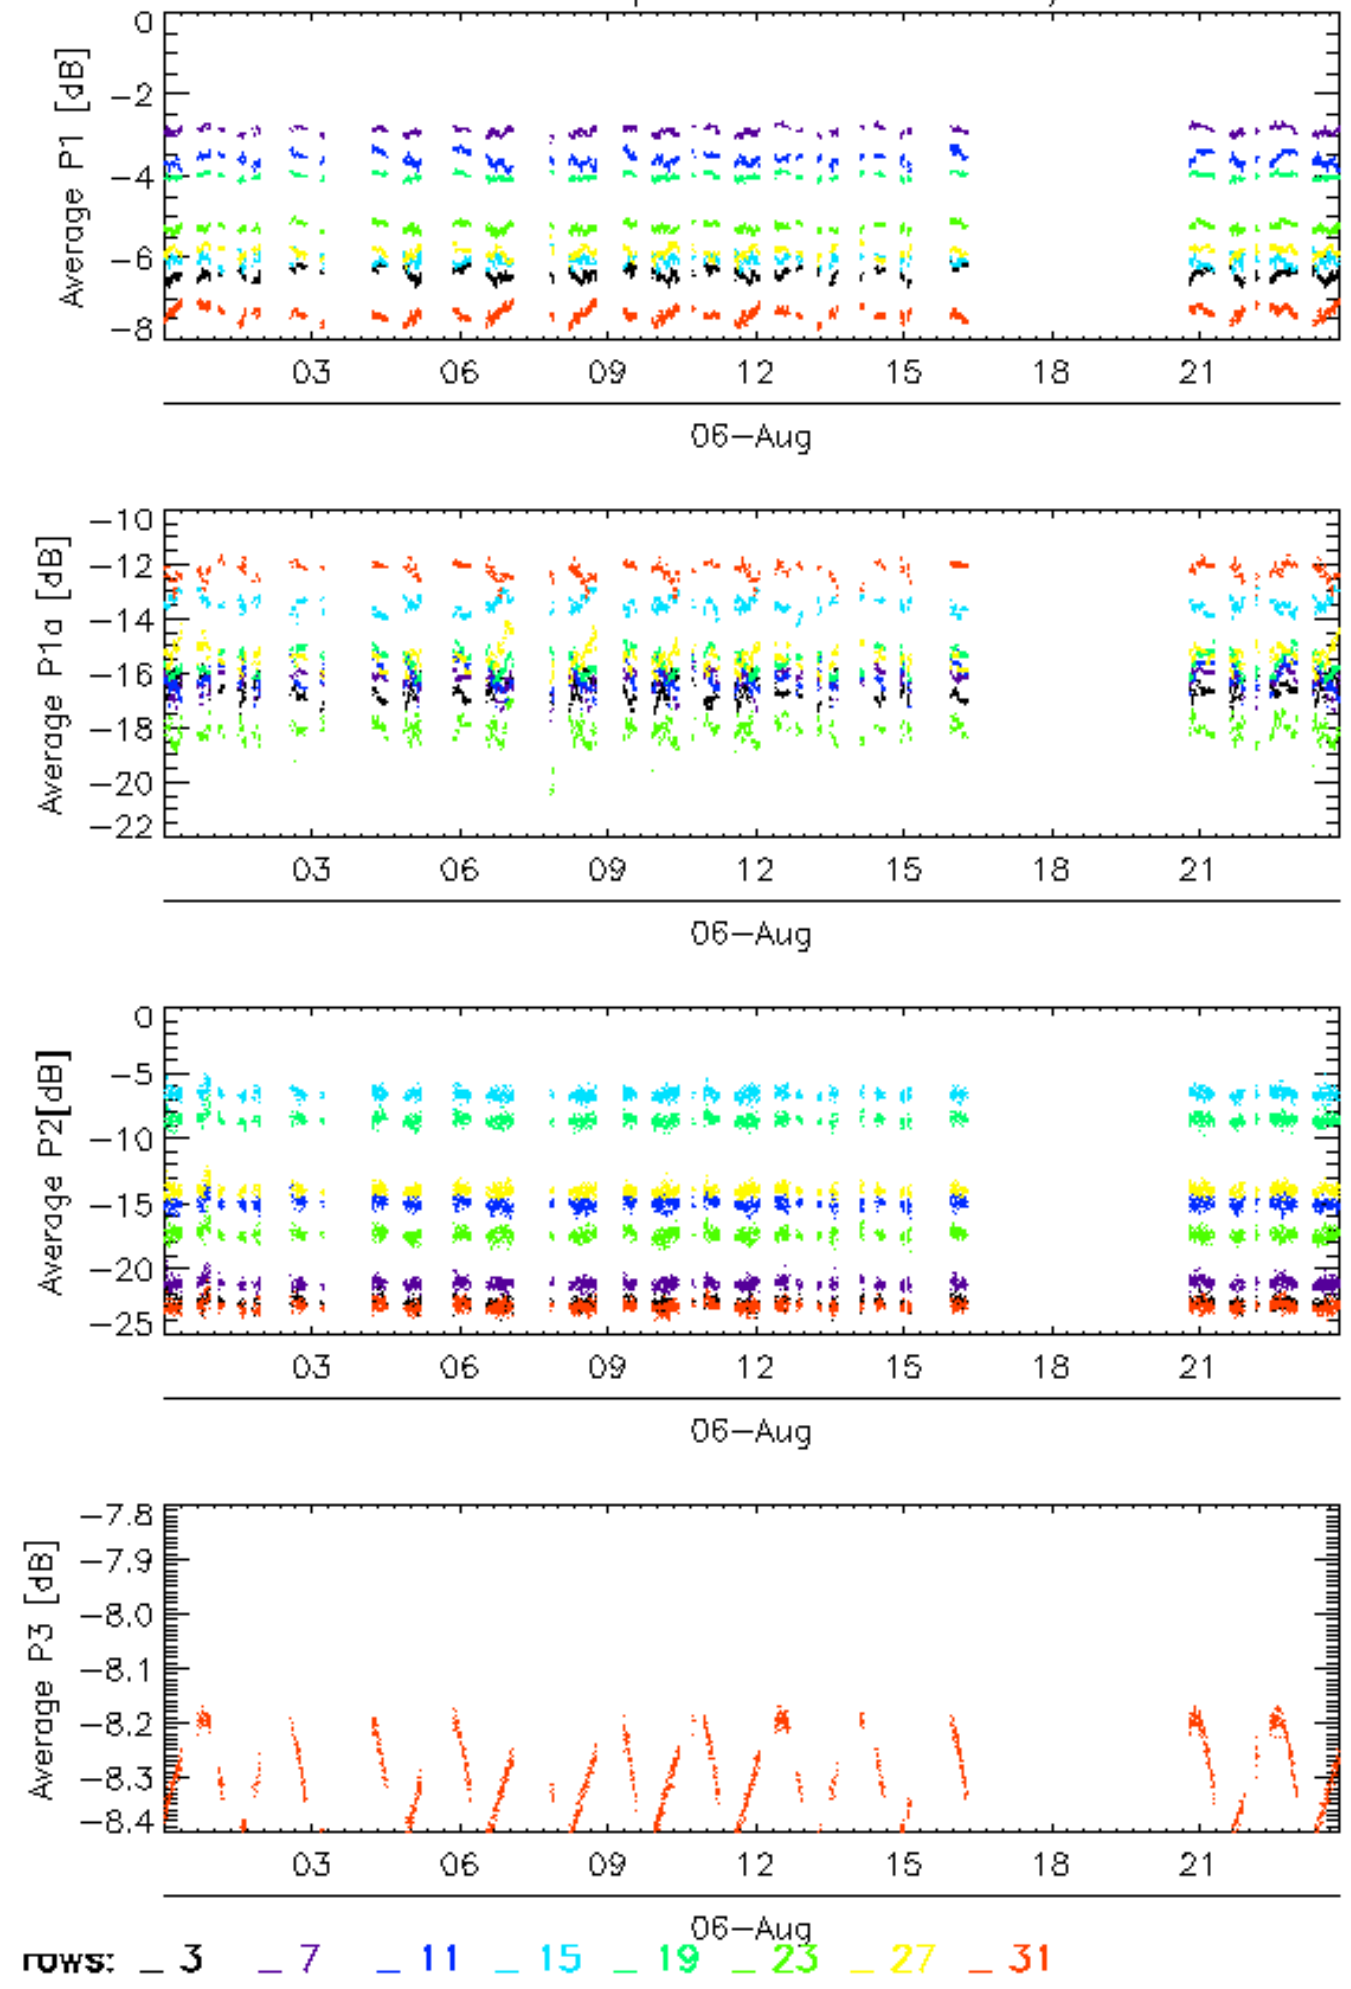 0
−2
−4
−6
−8
Average P1 [dB]
03 06 09 12 15 18 21
06−Aug
−10
−12
−14
−16
−18
−20
−22
Average P1a [dB]
03 06 09 12 15 18 21
06−Aug
0
−5
−10
−15
−20
−25
Average P2[dB]
03 06 09 12 15 18 21
06−Aug
−7.8
−7.9
−8.0
−8.1
−8.2
−8.3
−8.4
Average P3 [dB]
03 06 09 12 15 18 21
06−Aug
rows: _ 3 _ 7 _ 11 _ 15 _ 19 _ 23 _ 27 _ 31